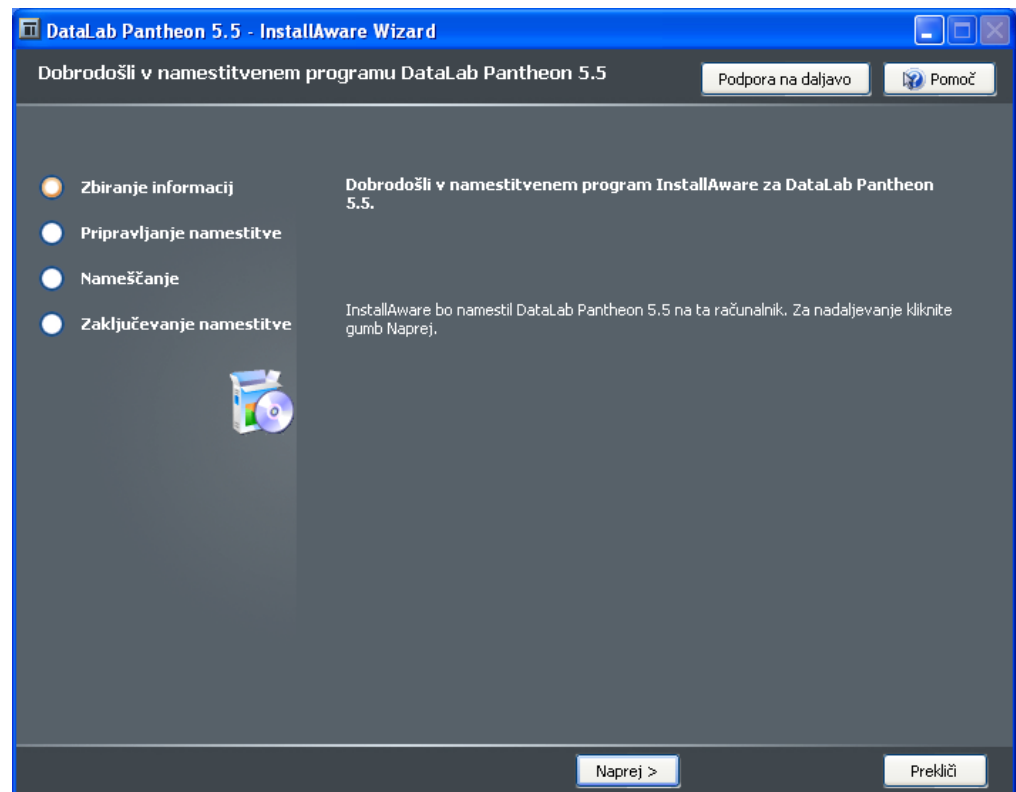 DataLab Pantheon 5.5 - InstallAware Wizard
Dobrodošli v namestitvenem programu DataLab Pantheon 5.5
Podpora na daljavo
Pomoč
Zbiranje informacij
Pripravljanje namestitve
Nameščanje
Zaključevanje namestitve
Dobrodošli v namestitvenem program InstallAware za DataLab Pantheon
5.5.
InstallAware bo namestil DataLab Pantheon 5.5 na ta računalnik. Za nadaljevanje kliknite
gumb Naprej.
Naprej >
Prekliči